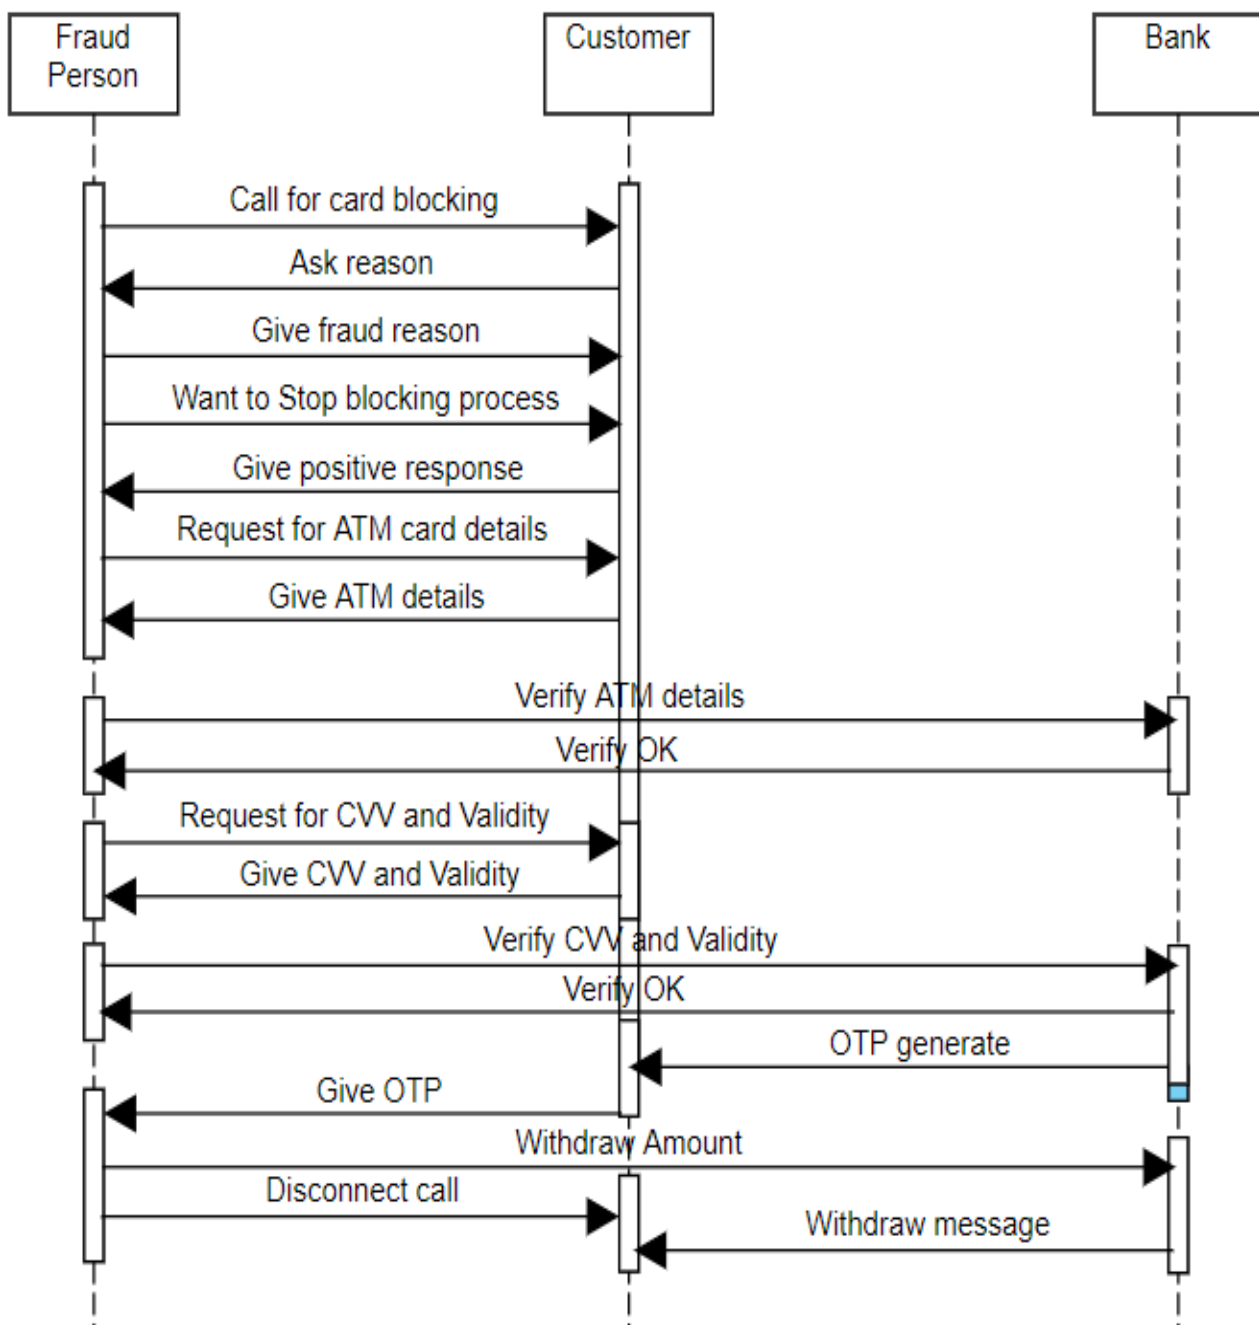 Fraud
Person
Customer
Bank
Call for card blocking
Ask reason
Give fraud reason
Want to Stop blocking process
Give positive response
Request for ATM card details
Give ATM details
Verify ATM details
Verify OK
Request for CVV and Validity
Give CVV and Validity
Verify CVV and Validity
Verify OK
OTP generate
Give OTP
Withdraw Amount
Disconnect call
Withdraw message